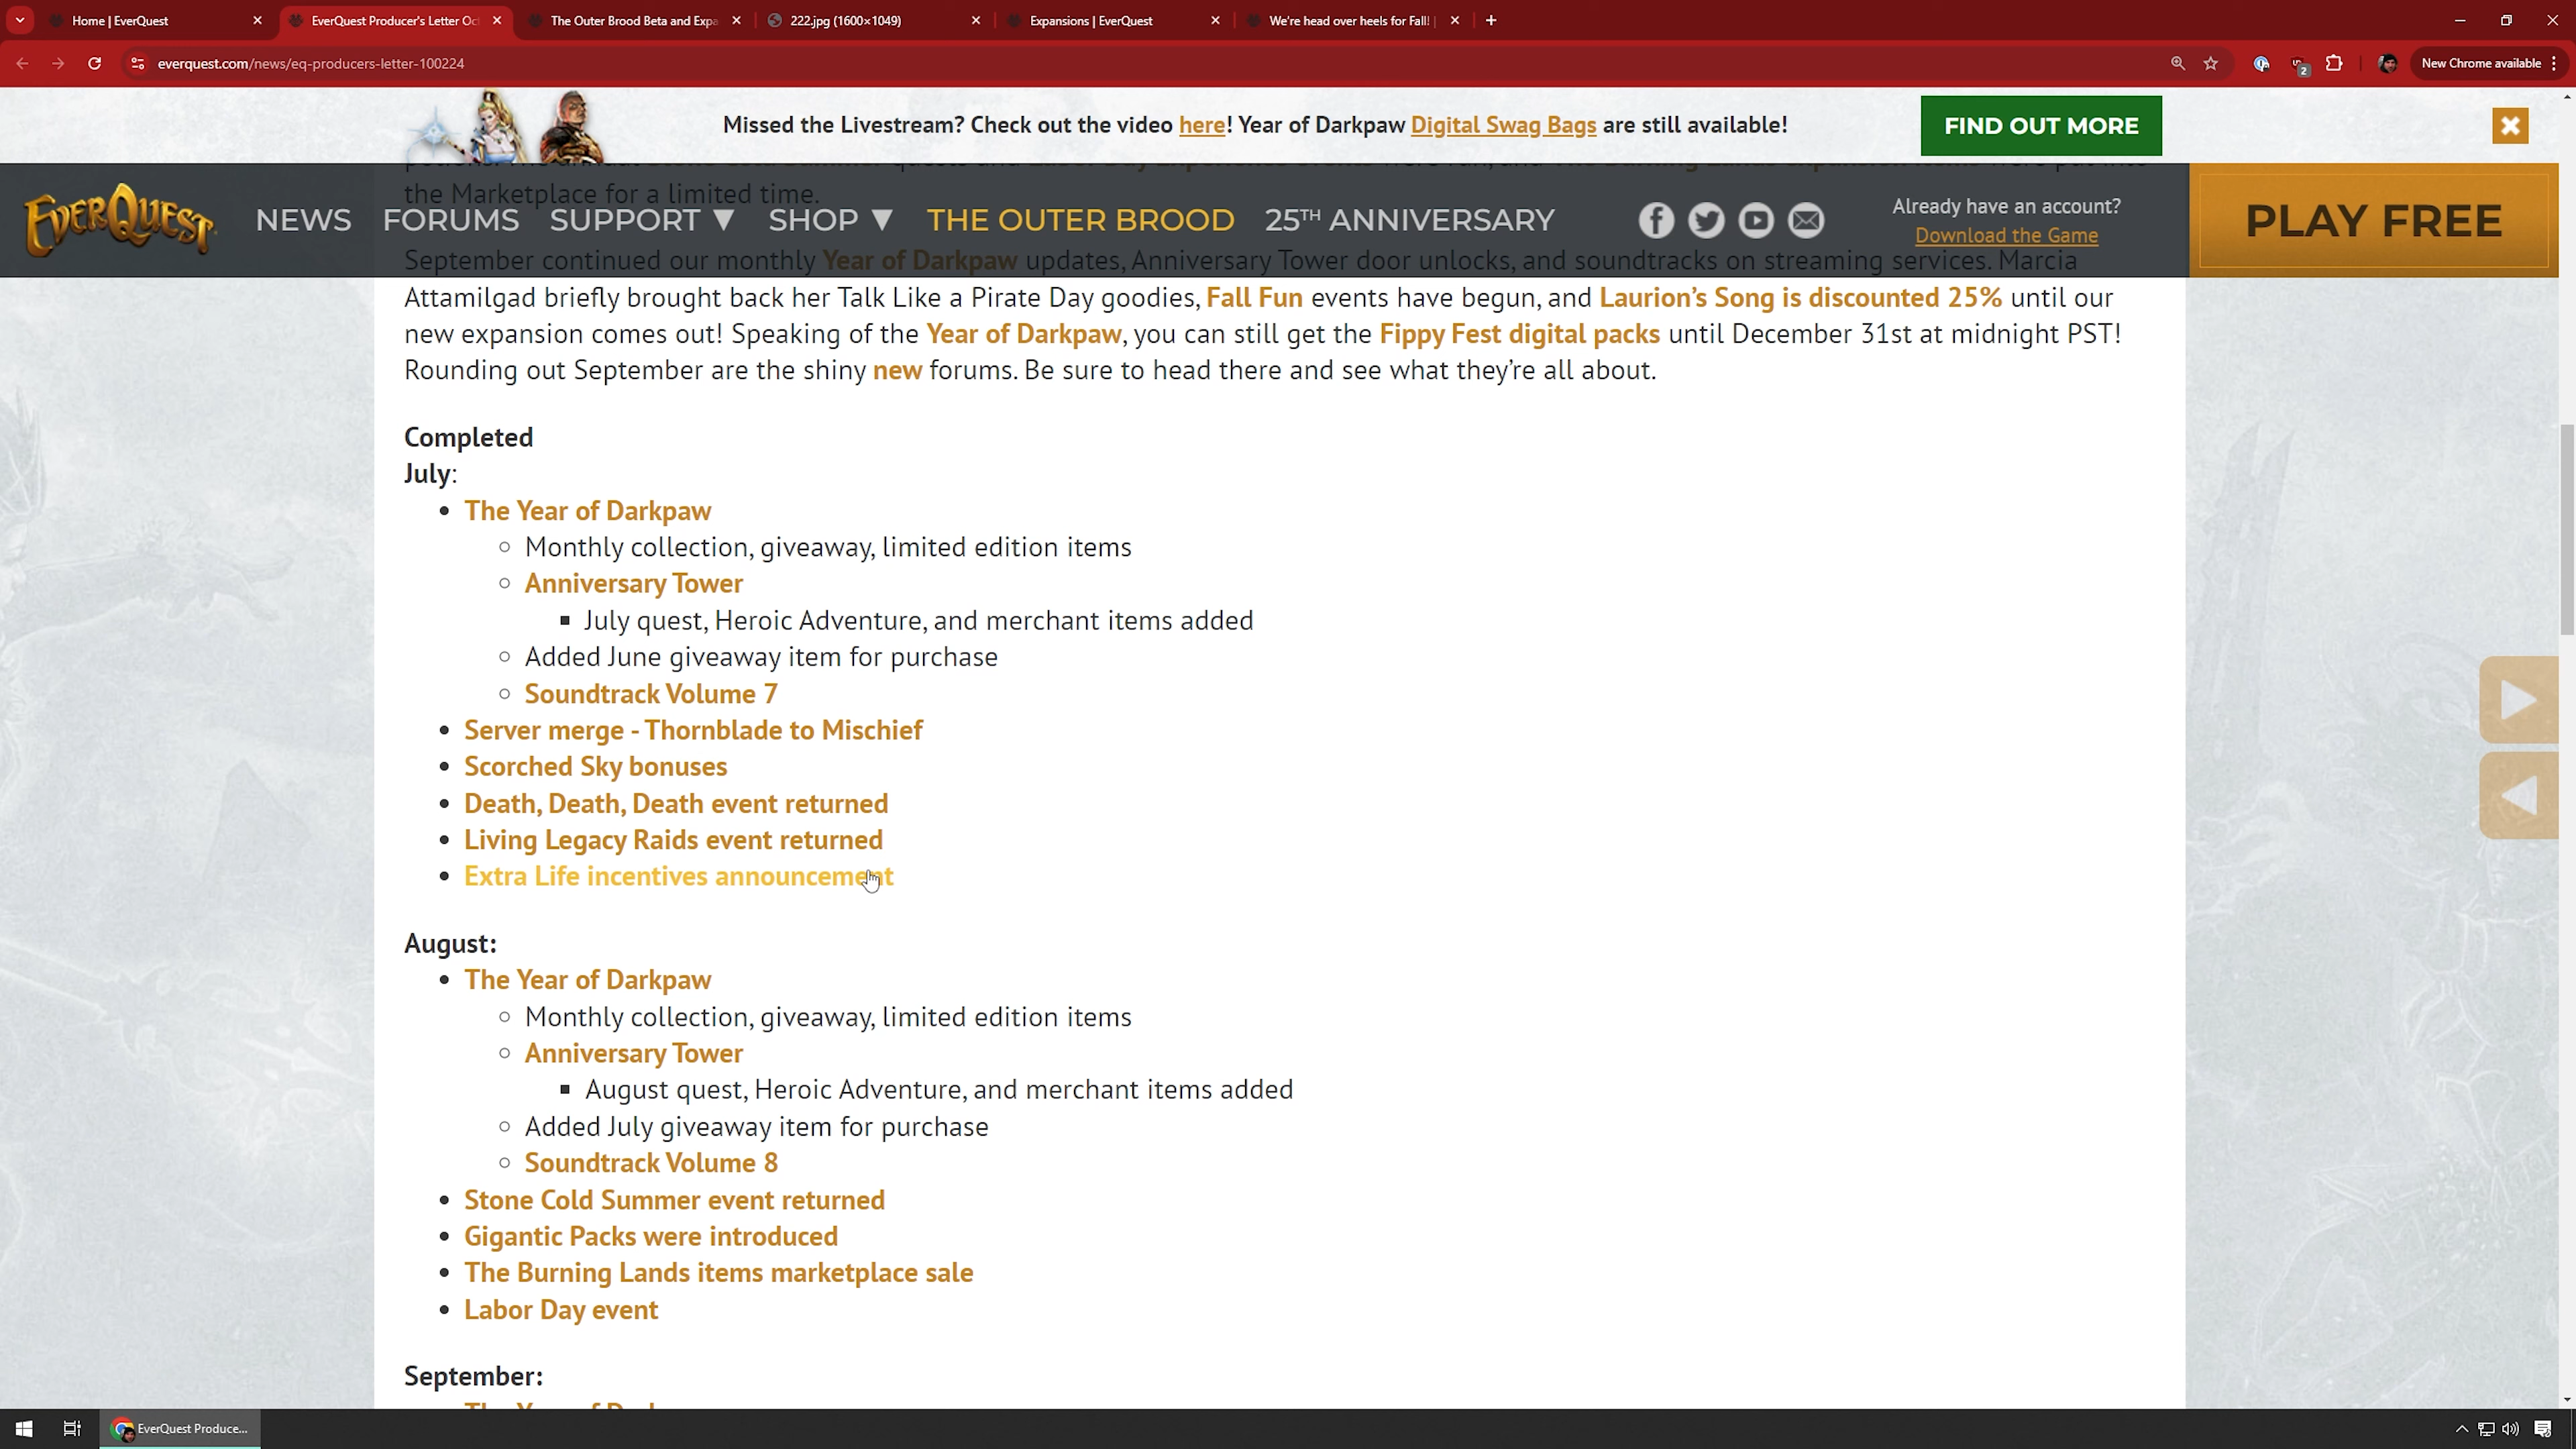 Home | EverQuest
EverQuest Producer's Letter Oct
The Outer Brood Beta and Expa
222.jpg (1600×1049)
Expansions | EverQuest
We're head over heels for Fall! |
everquest.com/news/eq-producers-letter-100224
2
New Chrome available
Missed the Livestream? Check out the video here! Year of Darkpaw Digital Swag Bags are still available!
FIND OUT MORE
the Marketplace for a limited time.
EVERQUEST
NEWS
FORUMS
SUPPORT ▼
SHOP ▼
THE OUTER BROOD
25TH ANNIVERSARY
Already have an account?
Download the Game
PLAY FREE
September continued our monthly Year of Darkpaw updates, Anniversary Tower door unlocks, and soundtracks on streaming services. Marcia
Attamilgad briefly brought back her Talk Like a Pirate Day goodies, Fall Fun events have begun, and Laurion’s Song is discounted 25% until our
new expansion comes out! Speaking of the Year of Darkpaw, you can still get the Fippy Fest digital packs until December 31st at midnight PST!
Rounding out September are the shiny new forums. Be sure to head there and see what they’re all about.
Completed
July:
• The Year of Darkpaw
○ Monthly collection, giveaway, limited edition items
○ Anniversary Tower
▪ July quest, Heroic Adventure, and merchant items added
○ Added June giveaway item for purchase
○ Soundtrack Volume 7
• Server merge - Thornblade to Mischief
• Scorched Sky bonuses
• Death, Death, Death event returned
• Living Legacy Raids event returned
• Extra Life incentives announcement
August:
• The Year of Darkpaw
○ Monthly collection, giveaway, limited edition items
○ Anniversary Tower
▪ August quest, Heroic Adventure, and merchant items added
○ Added July giveaway item for purchase
○ Soundtrack Volume 8
• Stone Cold Summer event returned
• Gigantic Packs were introduced
• The Burning Lands items marketplace sale
• Labor Day event
September:
EverQuest Produce...